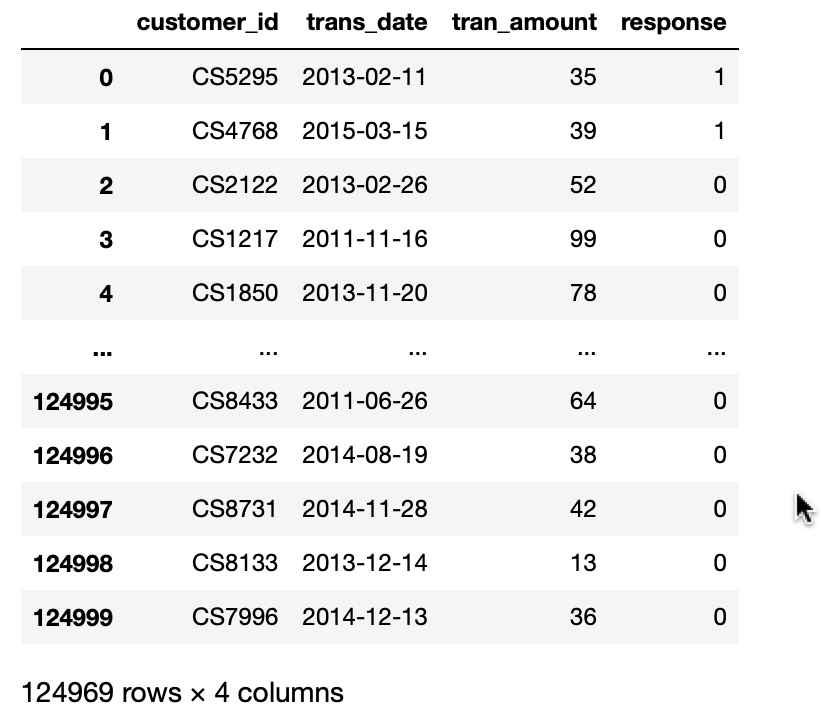 customer_id trans_date tran_amount response
0 CS5295 2013-02-11 35 1
1 CS4768 2015-03-15 39 1
2 CS2122 2013-02-26 52 0
3 CS1217 2011-11-16 99 0
4 CS1850 2013-11-20 78 0
... ... ... ... ...
124995 CS8433 2011-06-26 64 0
124996 CS7232 2014-08-19 38 0
124997 CS8731 2014-11-28 42 0
124998 CS8133 2013-12-14 13 0
124999 CS7996 2014-12-13 36 0
124969 rows × 4 columns